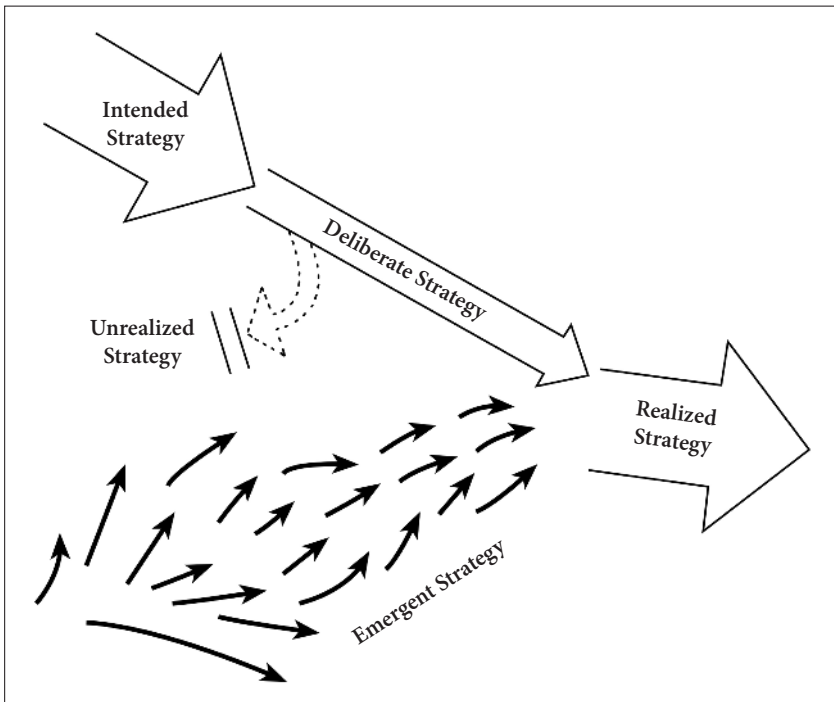 Intended
Strategy
Deliberate Strategy
Unrealized
Strategy
Realized
Strategy
Emergent Strategy